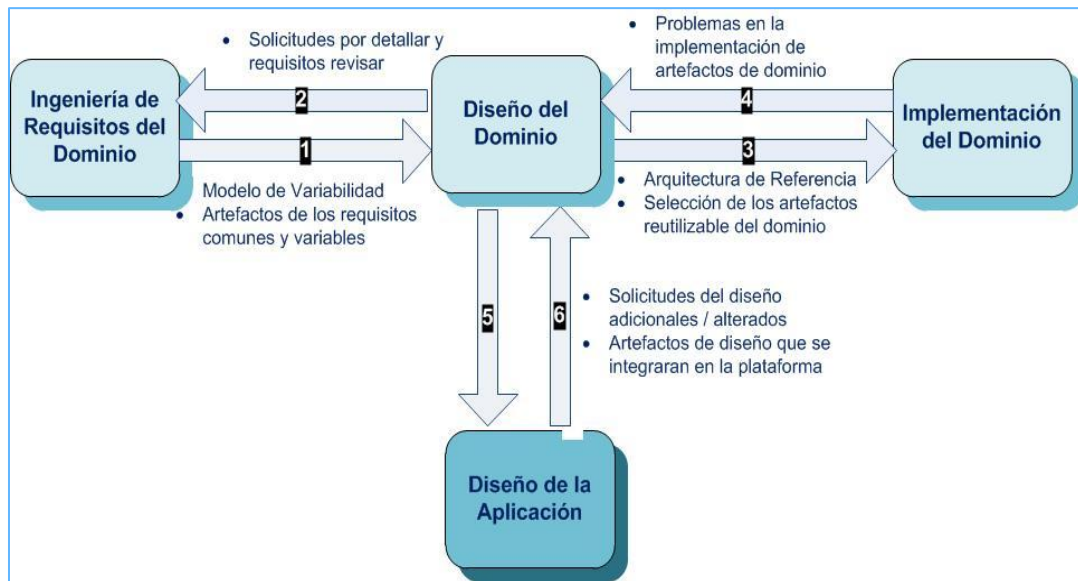 • Solicitudes por detallar y
requisitos revisar
• Problemas en la
implementación de
artefactos de dominio
Ingeniería de
Requisitos del
Dominio
2
1
Diseño del
Dominio
4
3
Implementación
del Dominio
Modelo de Variabilidad
• Artefactos de los requisitos
comunes y variables
• Arquitectura de Referencia
• Selección de los artefactos
reutilizable del dominio
5
6
• Solicitudes del diseño
adicionales / alterados
• Artefactos de diseño que se
integraran en la plataforma
Diseño de la
Aplicación